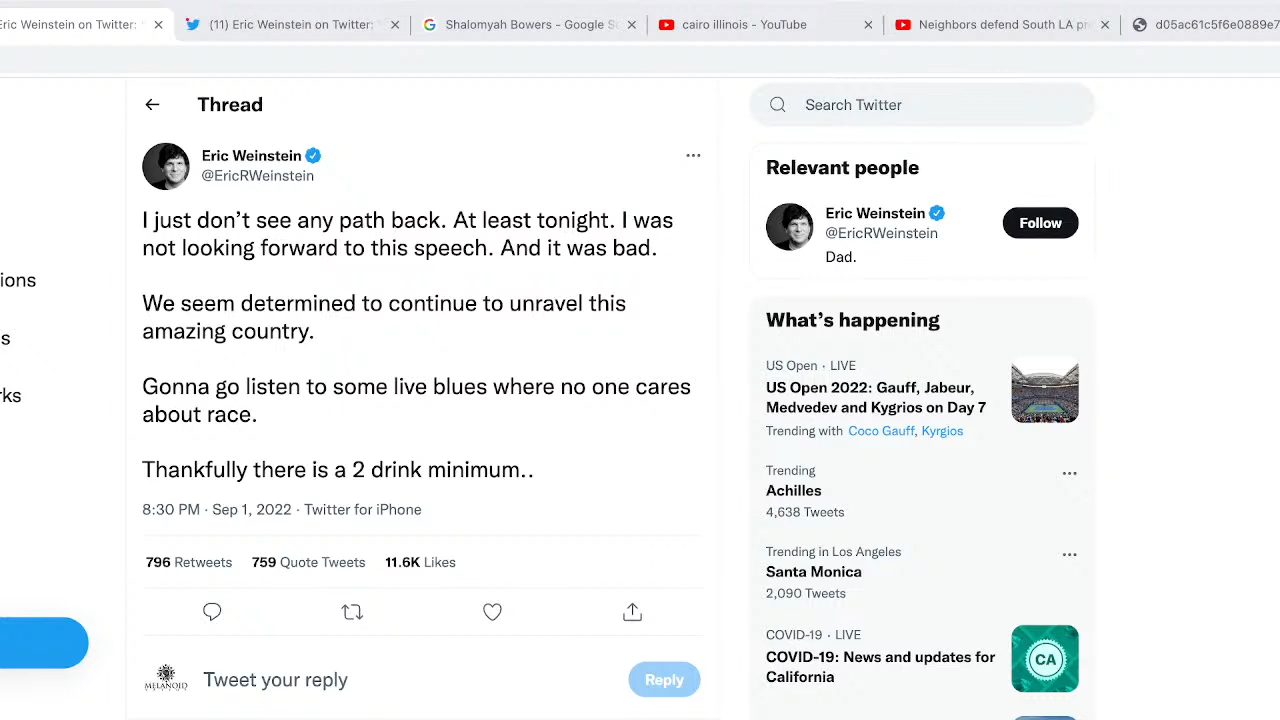 Eric Weinstein on Twitter: "
(11) Eric Weinstein on Twitter:
Shalomyah Bowers - Google S
cairo illinois - YouTube
Neighbors defend South LA pr
d05ac61c5f6e0889e7
Thread
Search Twitter
Eric Weinstein
@EricRWeinstein
I just don’t see any path back. At least tonight. I was
not looking forward to this speech. And it was bad.
We seem determined to continue to unravel this
amazing country.
Gonna go listen to some live blues where no one cares
about race.
Thankfully there is a 2 drink minimum..
8:30 PM · Sep 1, 2022 · Twitter for iPhone
796 Retweets 759 Quote Tweets 11.6K Likes
MELANOID
Tweet your reply
Reply
ions
s
rks
Relevant people
Eric Weinstein
@EricRWeinstein
Follow
Dad.
What’s happening
US Open · LIVE
US Open 2022: Gauff, Jabeur,
Medvedev and Kygrios on Day 7
Trending with Coco Gauff, Kyrgios
Trending
Achilles
4,638 Tweets
Trending in Los Angeles
Santa Monica
2,090 Tweets
COVID-19 · LIVE
COVID-19: News and updates for
California
CA